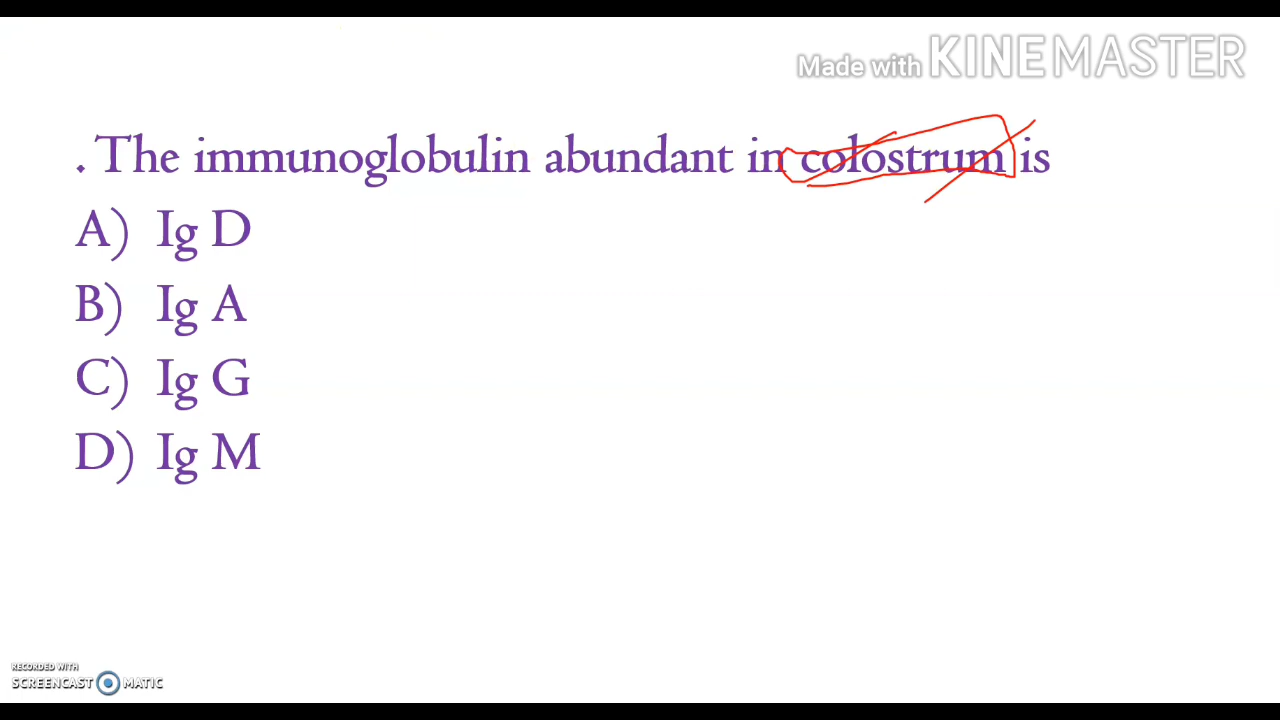 Made with KINEMASTER
. The immunoglobulin abundant in colostrum is
A) Ig D
B) Ig A
C) Ig G
D) Ig M
RECORDED WITH
SCREENCAST MATIC